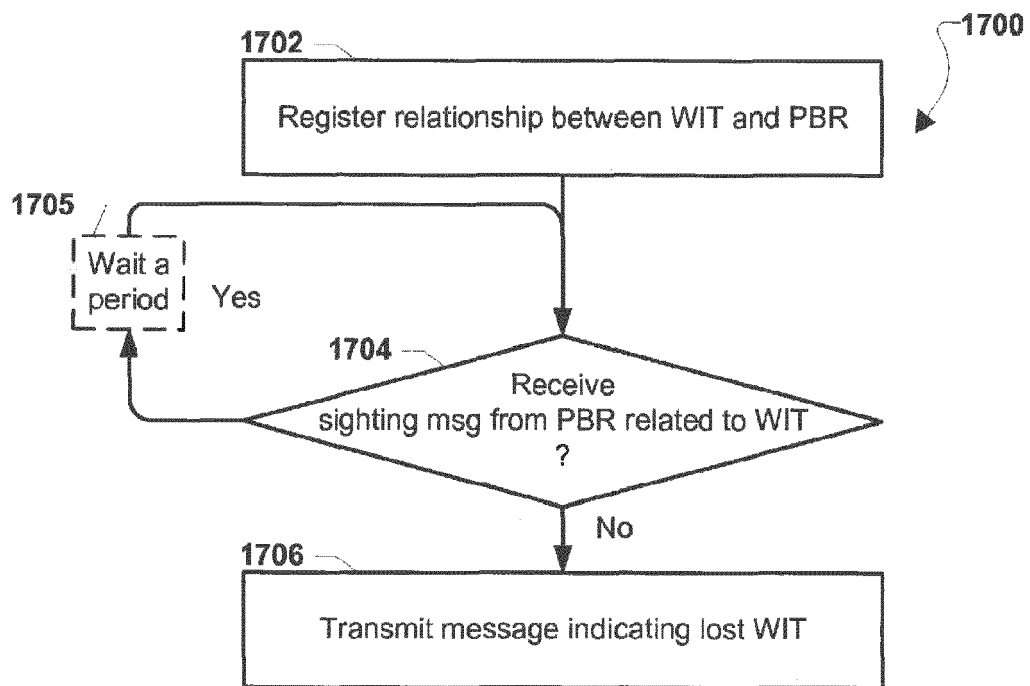 1700
1702
Register relationship between WIT and PBR
1705
Wait a
period
Yes
1704
Receive
sighting msg from PBR related to WIT
?
No
1706
Transmit message indicating lost WIT